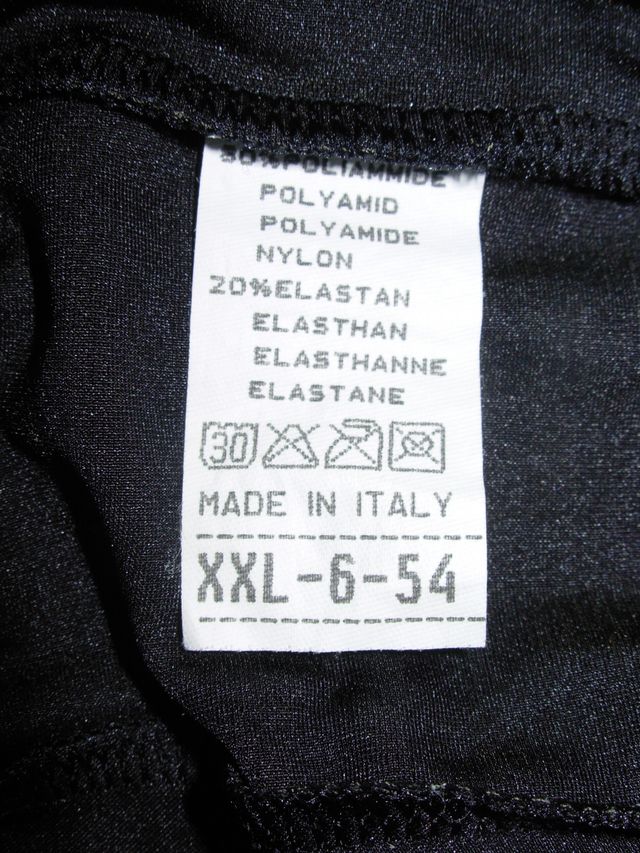 POLIAMMIDE
POLYAMID
POLYAMIDE
NYLON
20%ELASTAN
ELASTHAN
ELASTHANNE
ELASTANE
30
MADE IN ITALY
XXL-6-54